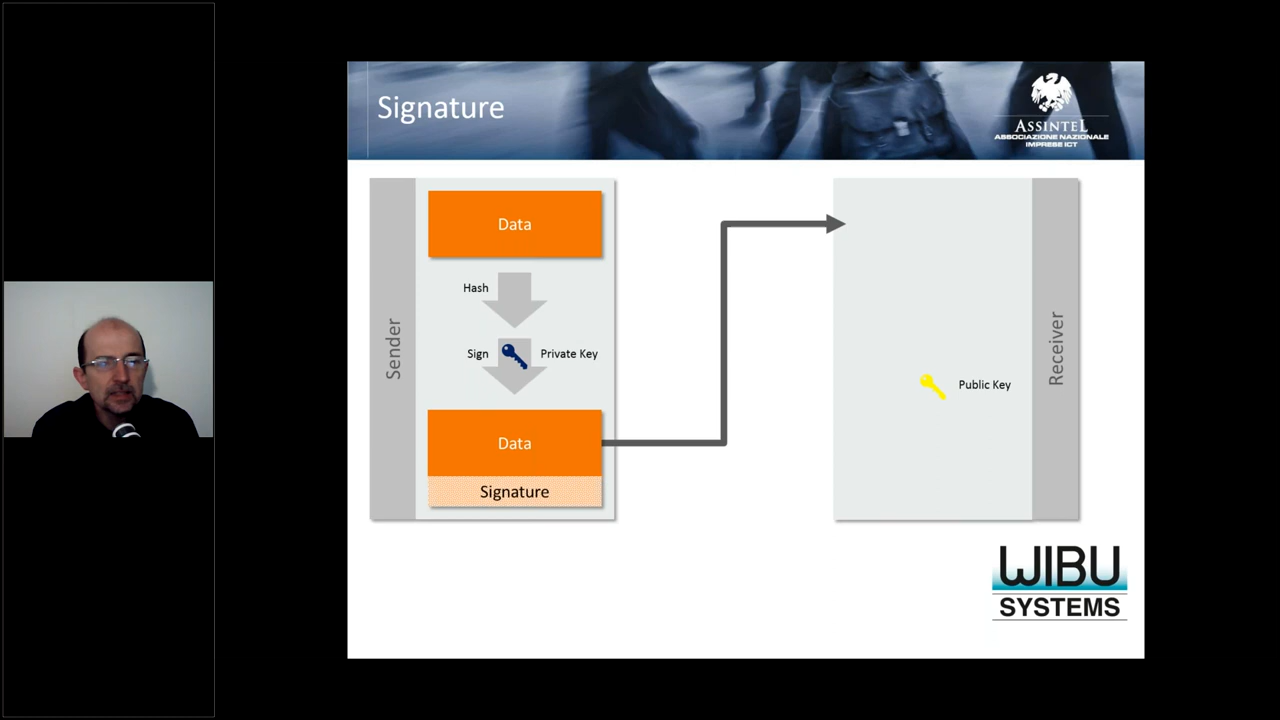 Signature
ASSINTEL
ASSOCIAZIONE NAZIONALE
IMPRESE ICT
Sender
Data
Hash
Sign
Private Key
Data
Signature
Public Key
Receiver
WIBU
SYSTEMS